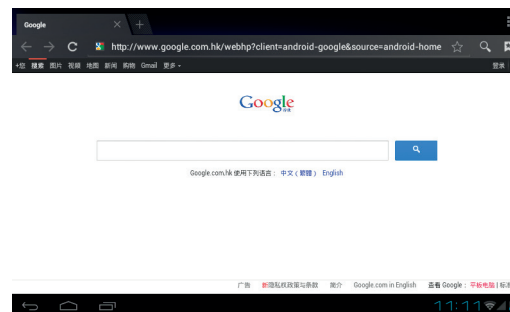 Google
http://www.google.com.hk/webhp?client=android-google&source=android-home
+您 搜索 图片 视频 地图 新闻 购物 Gmail 更多
登录
Google
Google.com.hk 使用下列语言： 中文 ( 繁體 ) English
广告 新隐私权政策与条款 简介 Google.com in English 查看 Google： 平板电脑 | 标准
11:11